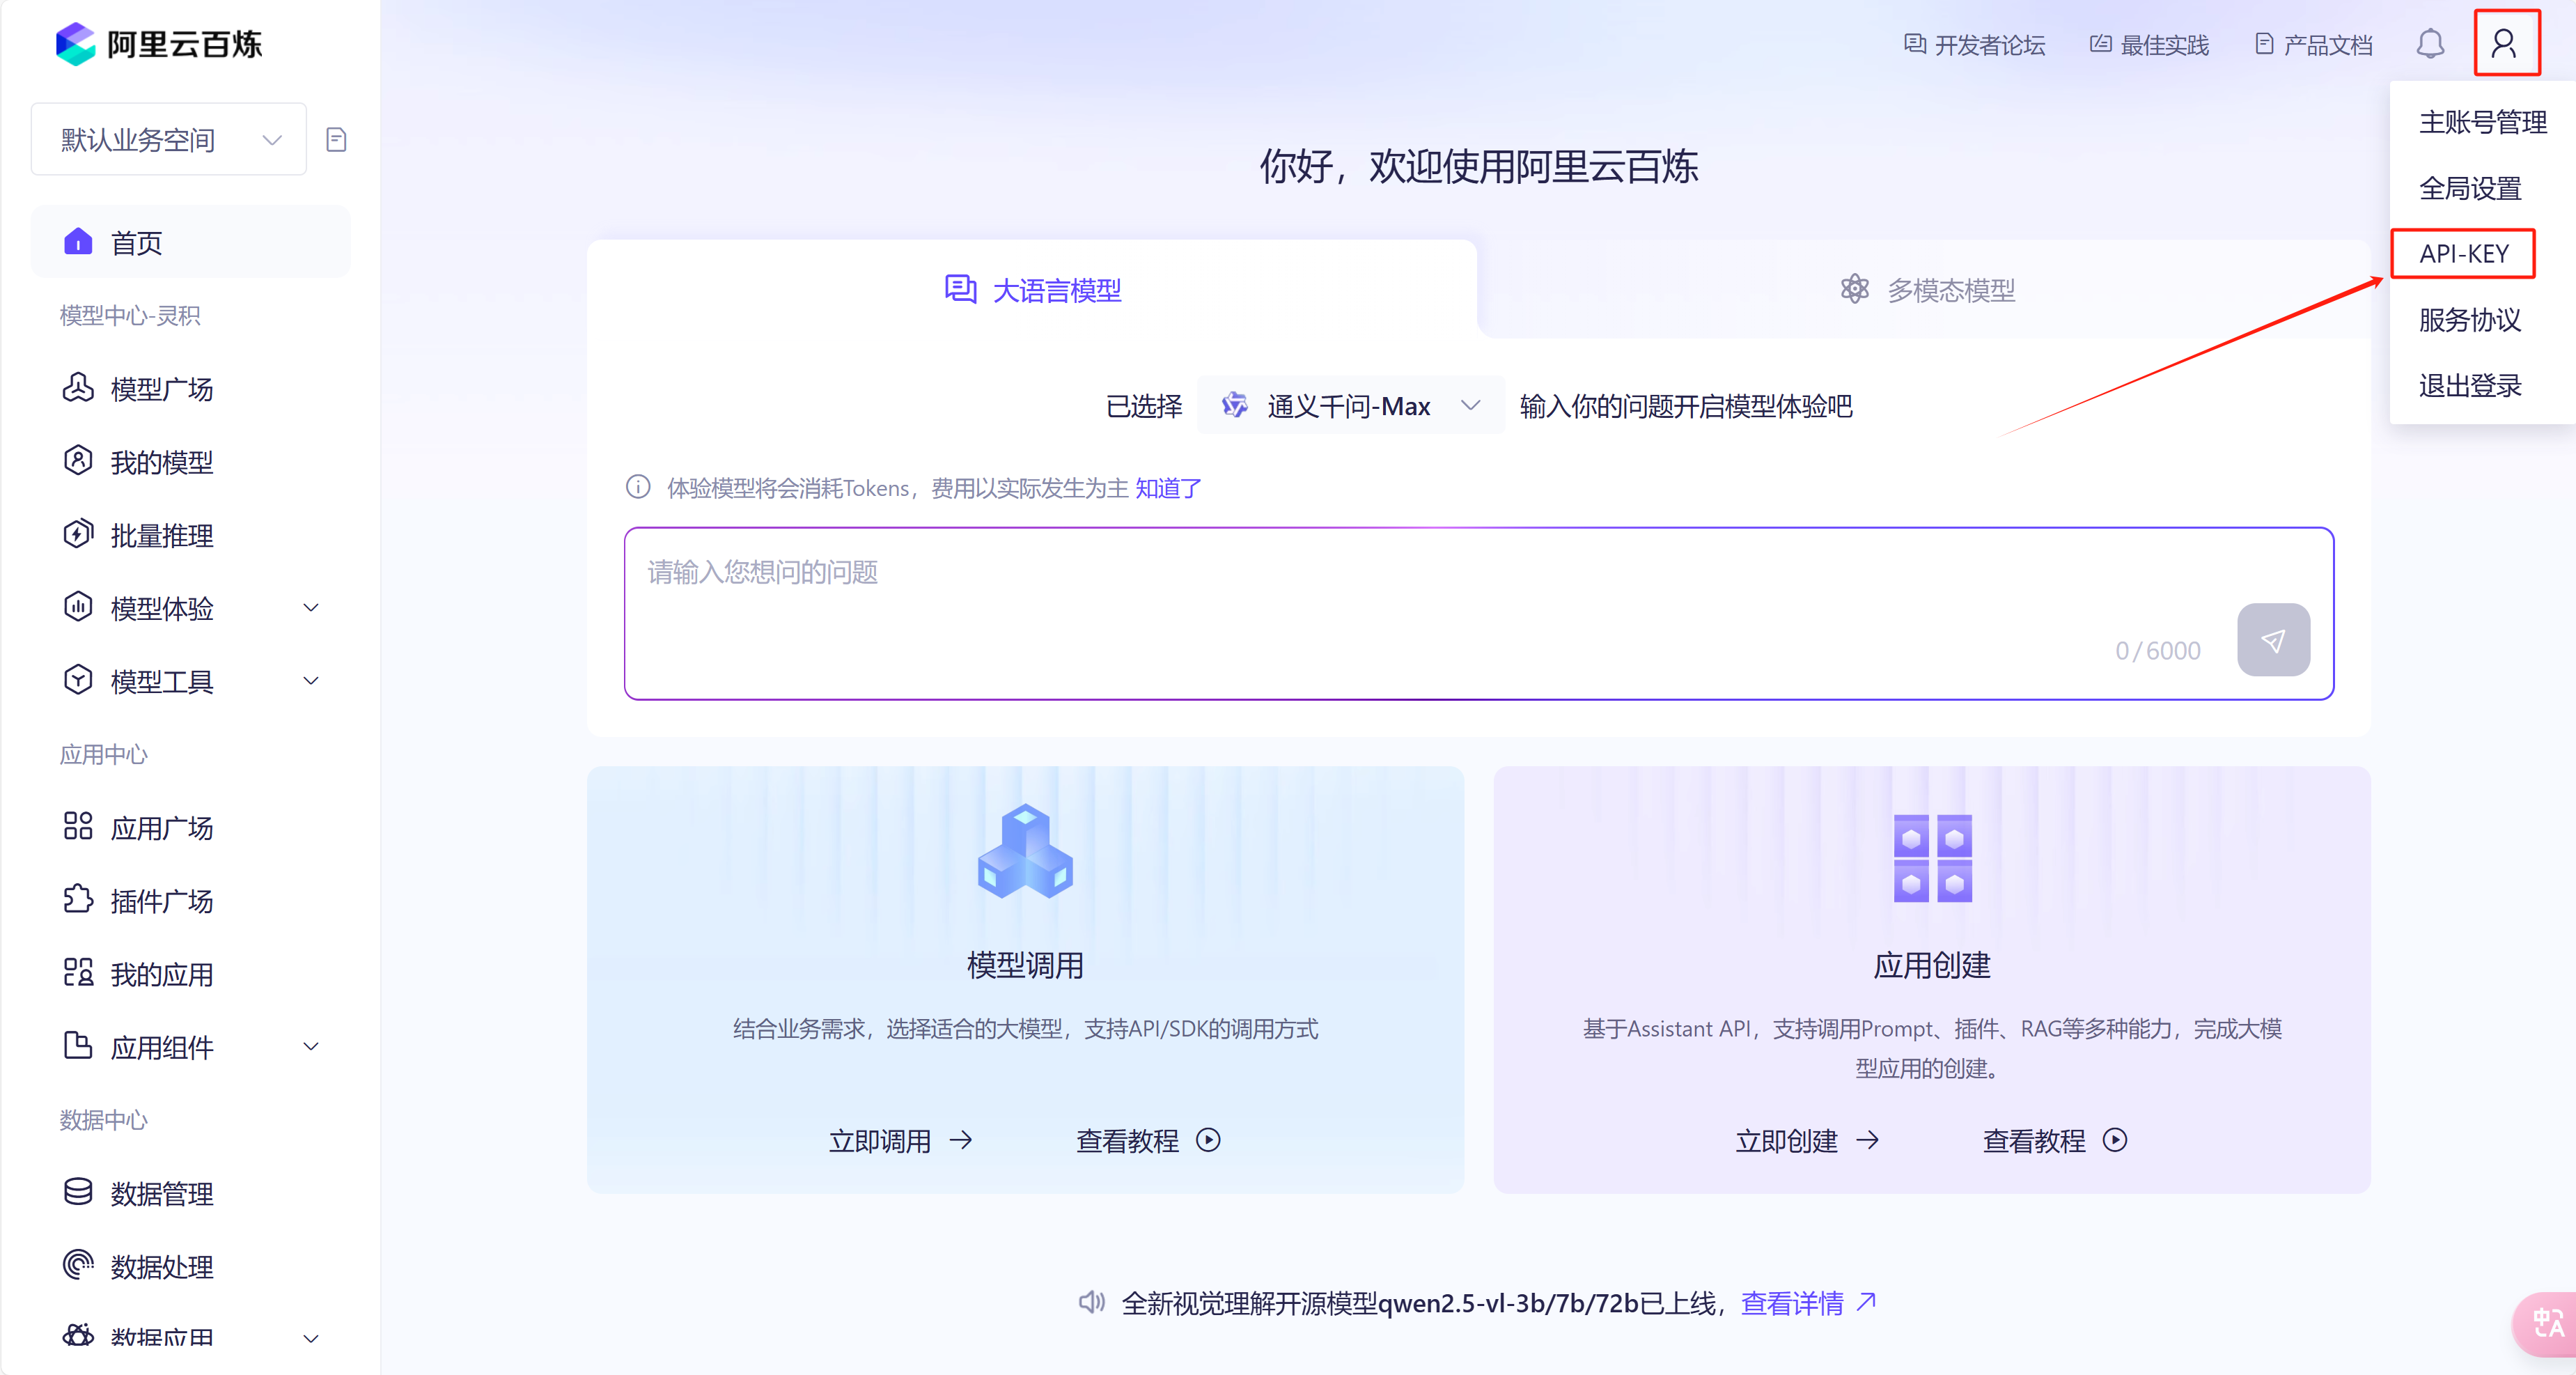 阿里云百炼
开发者论坛
最佳实践
产品文档
默认业务空间
首页
模型中心-灵积
模型广场
我的模型
批量推理
模型体验
模型工具
应用中心
应用广场
插件广场
我的应用
应用组件
数据中心
数据管理
数据处理
数据应用
主账号管理
全局设置
API-KEY
服务协议
退出登录
你好，欢迎使用阿里云百炼
大语言模型
多模态模型
已选择 通义千问-Max 输入你的问题开启模型体验吧
体验模型将会消耗Tokens，费用以实际发生为主 知道了
请输入您想问的问题
0/6000
模型调用
结合业务需求，选择适合的大模型，支持API/SDK的调用方式
立即调用 查看教程
应用创建
基于Assistant API，支持调用Prompt、插件、RAG等多种能力，完成大模
型应用的创建。
立即创建 查看教程
全新视觉理解开源模型qwen2.5-vl-3b/7b/72b已上线，查看详情
中A